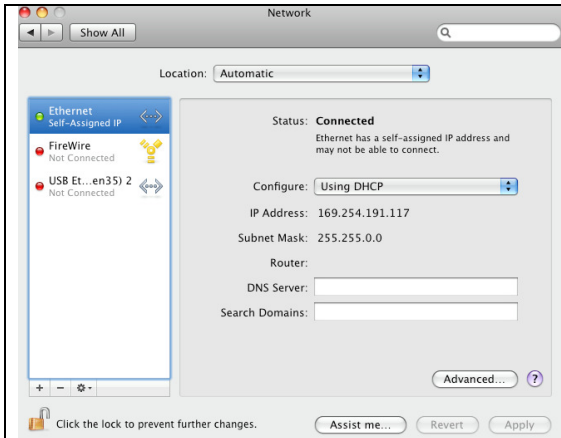 Network
Show All
Location: Automatic
Ethernet
Self-Assigned IP
FireWire
Not Connected
USB Et...en35) 2
Not Connected
Status: Connected
Ethernet has a self-assigned IP address and
may not be able to connect.
Configure: Using DHCP
IP Address: 169.254.191.117
Subnet Mask: 255.255.0.0
Router:
DNS Server:
Search Domains:
Advanced... ?
+ −
Click the lock to prevent further changes.
Assist me... Revert Apply